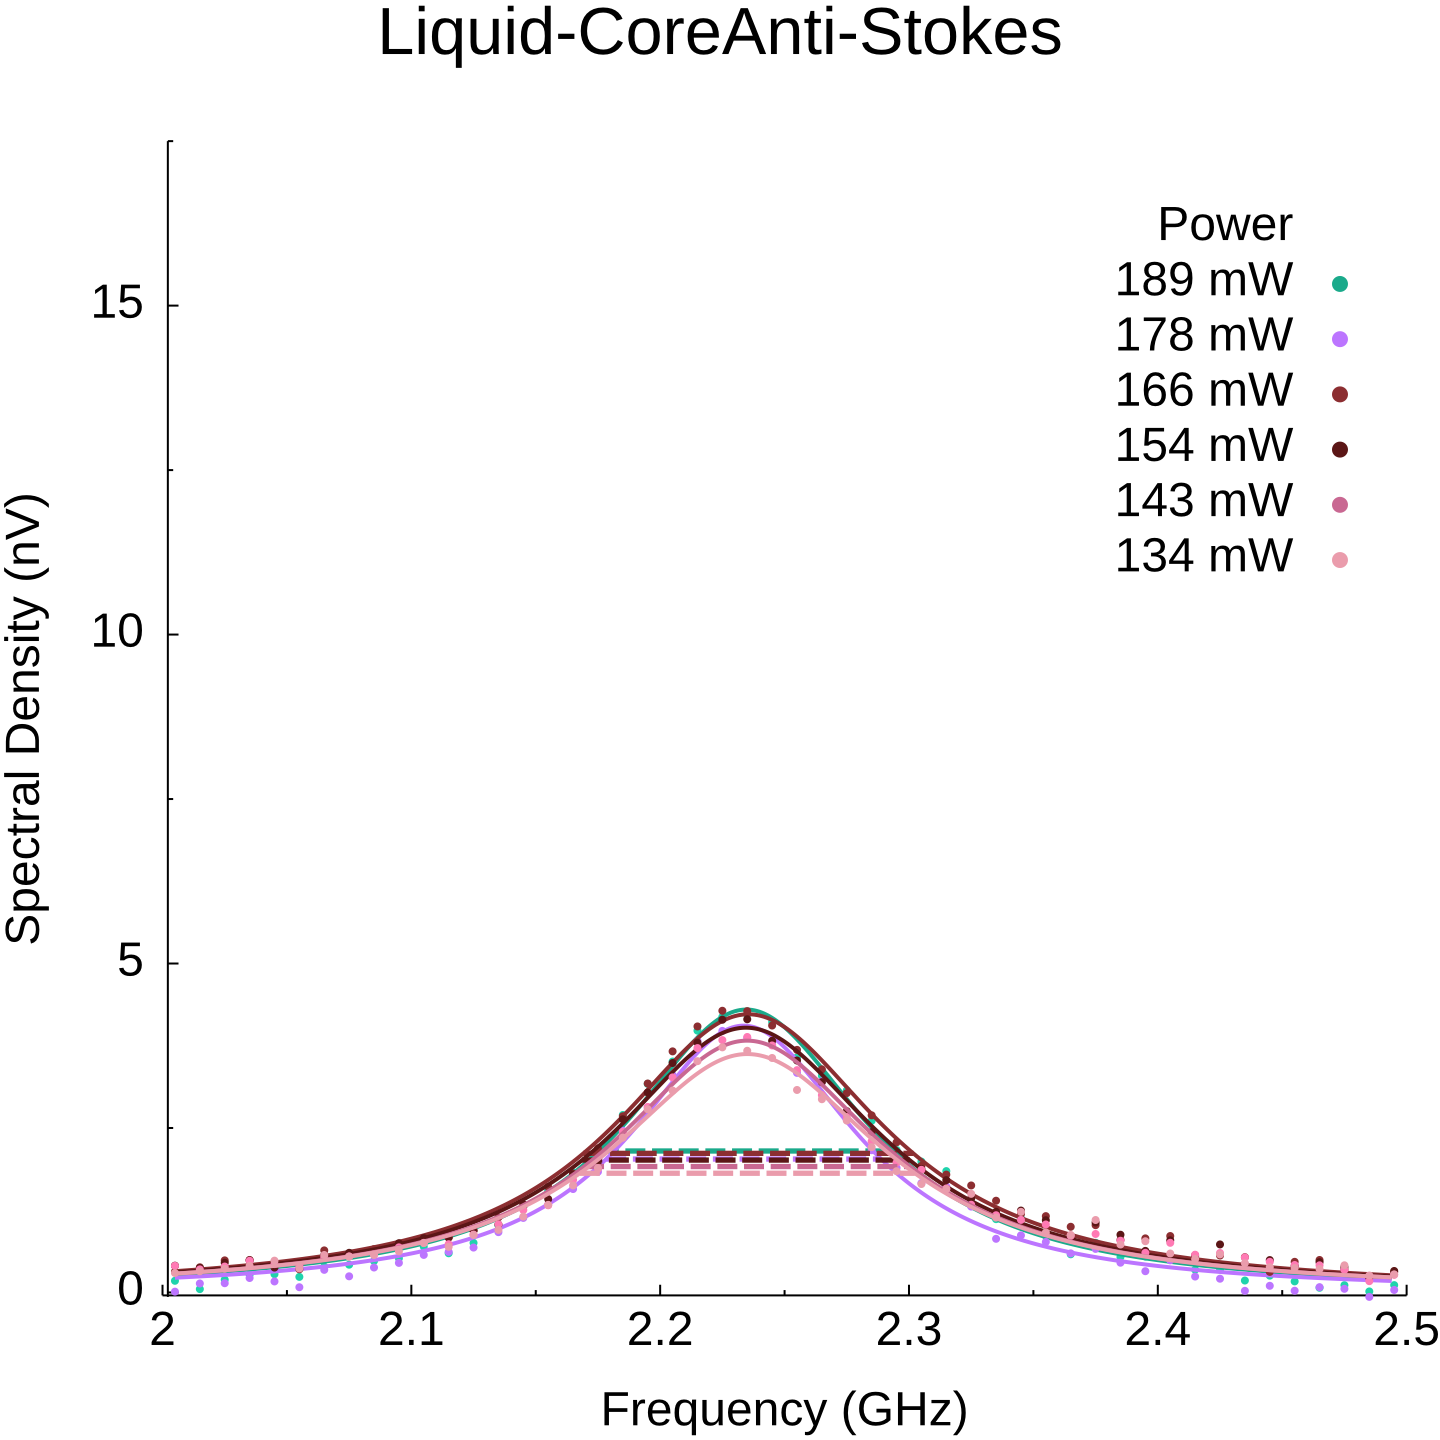 Liquid-CoreAnti-Stokes
Power
189 mW
178 mW
166 mW
154 mW
143 mW
134 mW
15
10
5
0
Spectral Density (nV)
2
2.1
2.2
2.3
2.4
2.5
Frequency (GHz)